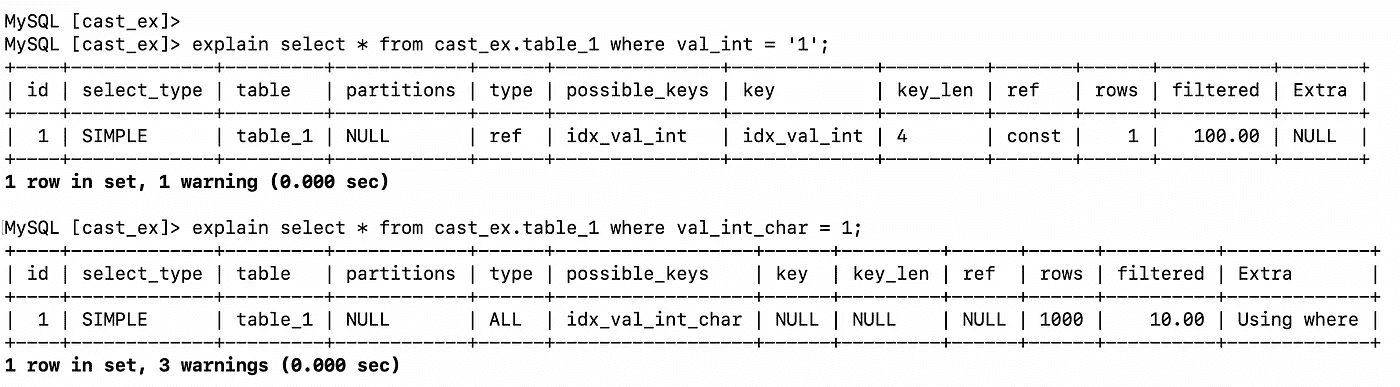 MySQL [cast_ex]>
MySQL [cast_ex]> explain select * from cast_ex.table_1 where val_int = '1';
+----+-------------+---------+------------+------+---------------+-------------+---------+-------+------+----------+-------+
| id | select_type | table   | partitions | type | possible_keys | key         | key_len | ref   | rows | filtered | Extra |
+----+-------------+---------+------------+------+---------------+-------------+---------+-------+------+----------+-------+
|  1 | SIMPLE      | table_1 | NULL       | ref  | idx_val_int   | idx_val_int | 4       | const |    1 |   100.00 | NULL  |
+----+-------------+---------+------------+------+---------------+-------------+---------+-------+------+----------+-------+
1 row in set, 1 warning (0.000 sec)
MySQL [cast_ex]> explain select * from cast_ex.table_1 where val_int_char = 1;
+----+-------------+---------+------------+------+------------------+------+---------+------+------+----------+-------------+
| id | select_type | table   | partitions | type | possible_keys    | key  | key_len | ref  | rows | filtered | Extra       |
+----+-------------+---------+------------+------+------------------+------+---------+------+------+----------+-------------+
|  1 | SIMPLE      | table_1 | NULL       | ALL  | idx_val_int_char | NULL | NULL    | NULL | 1000 |    10.00 | Using where |
+----+-------------+---------+------------+------+------------------+------+---------+------+------+----------+-------------+
1 row in set, 3 warnings (0.000 sec)